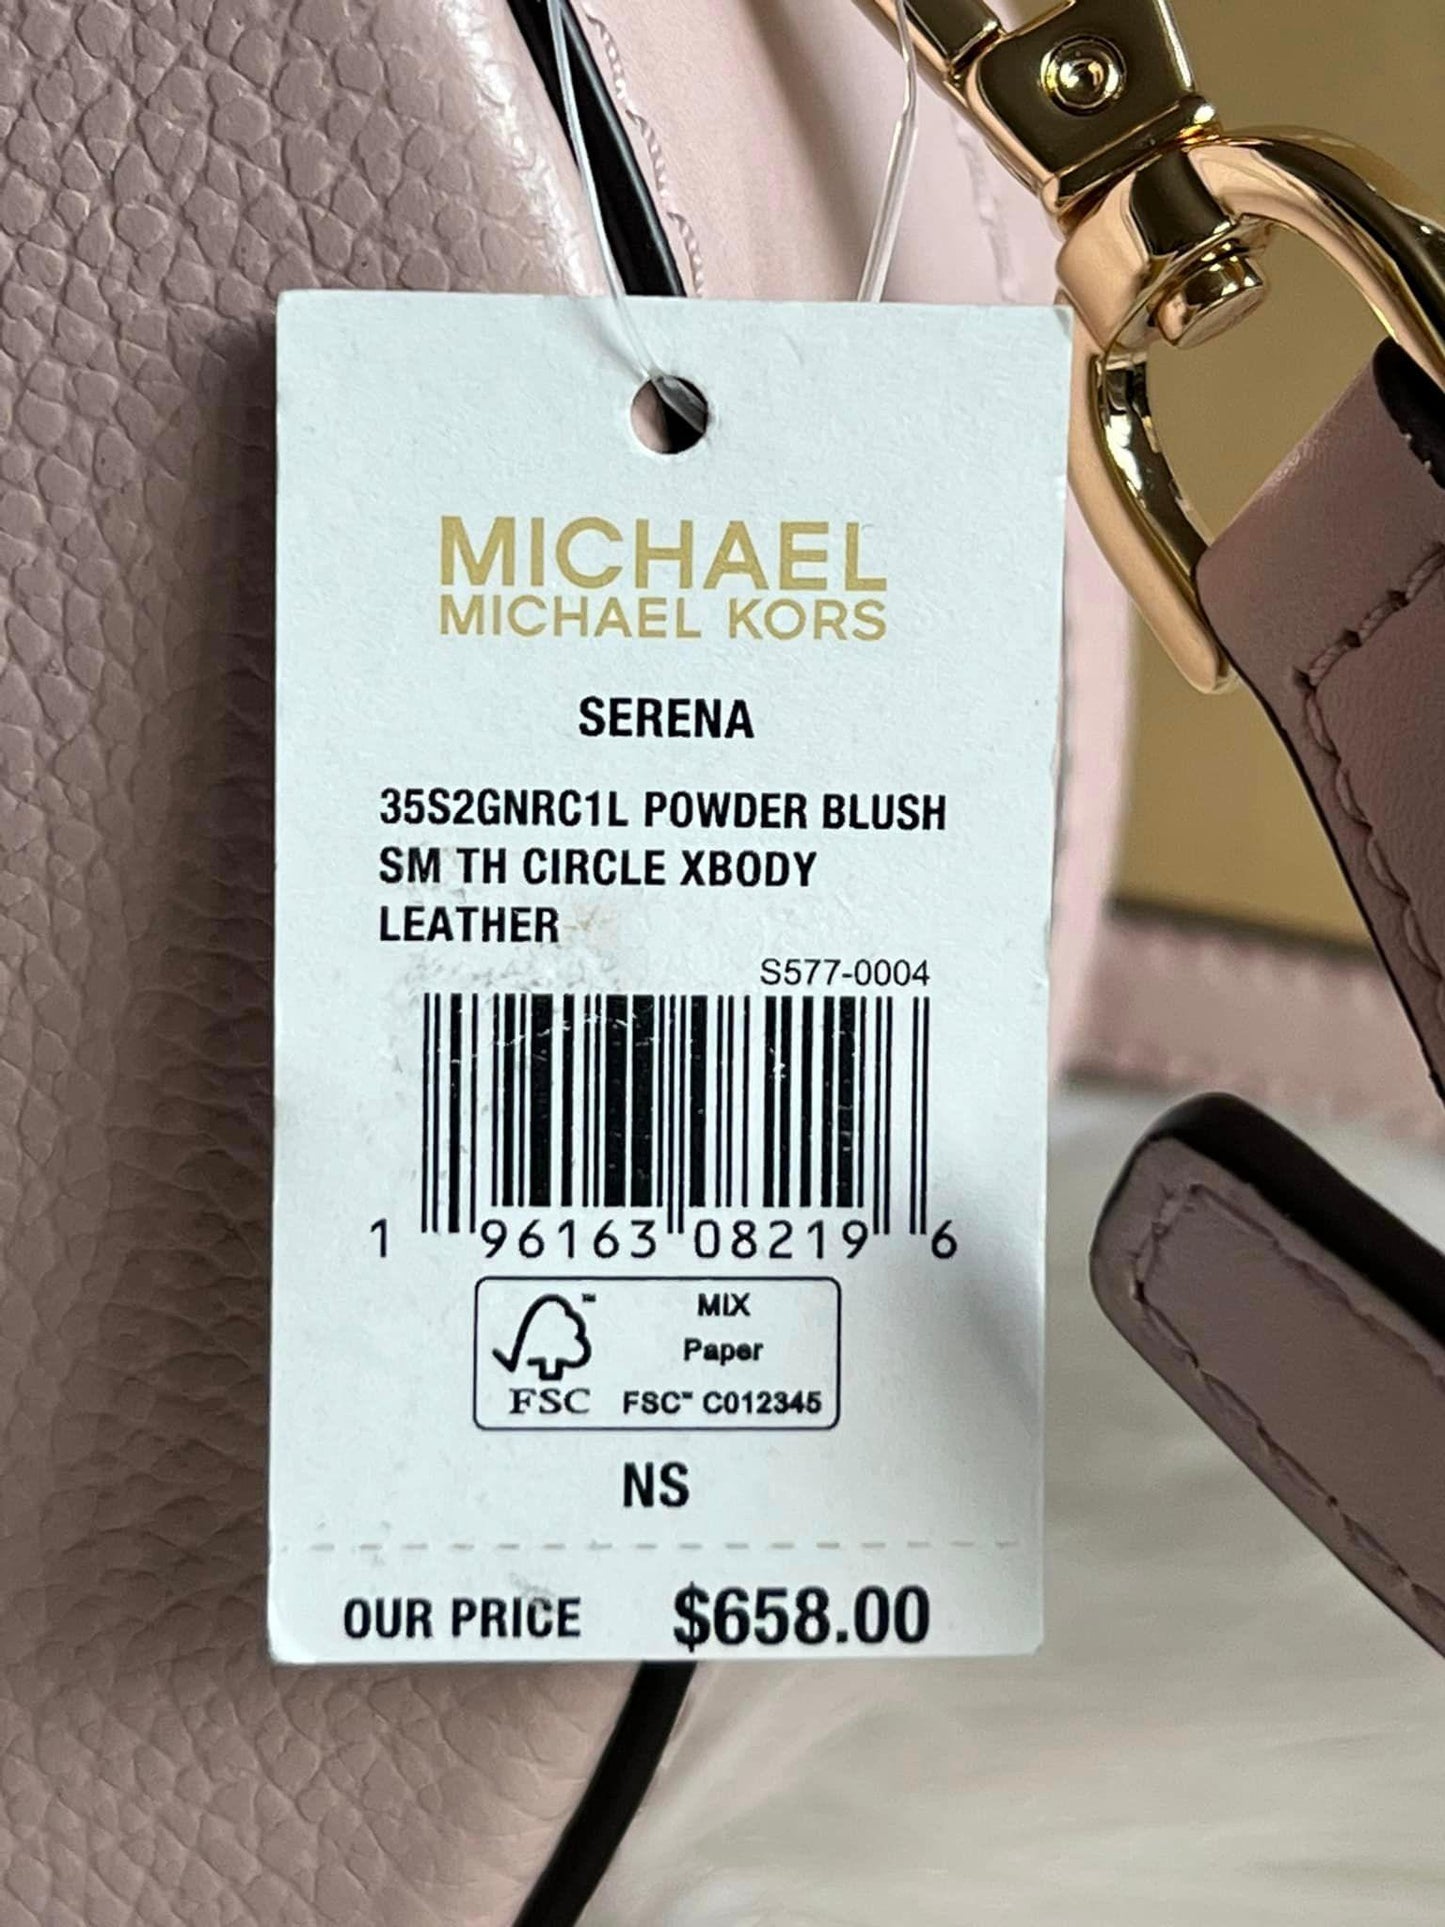 MICHAEL
MICHAEL KORS
SERENA
35S2GNRC1L POWDER BLUSH
SM TH CIRCLE XBODY
LEATHER
S577-0004
1 96163 08219 6
™ MIX
Paper
FSC FSC™ C012345
NS
OUR PRICE $658.00